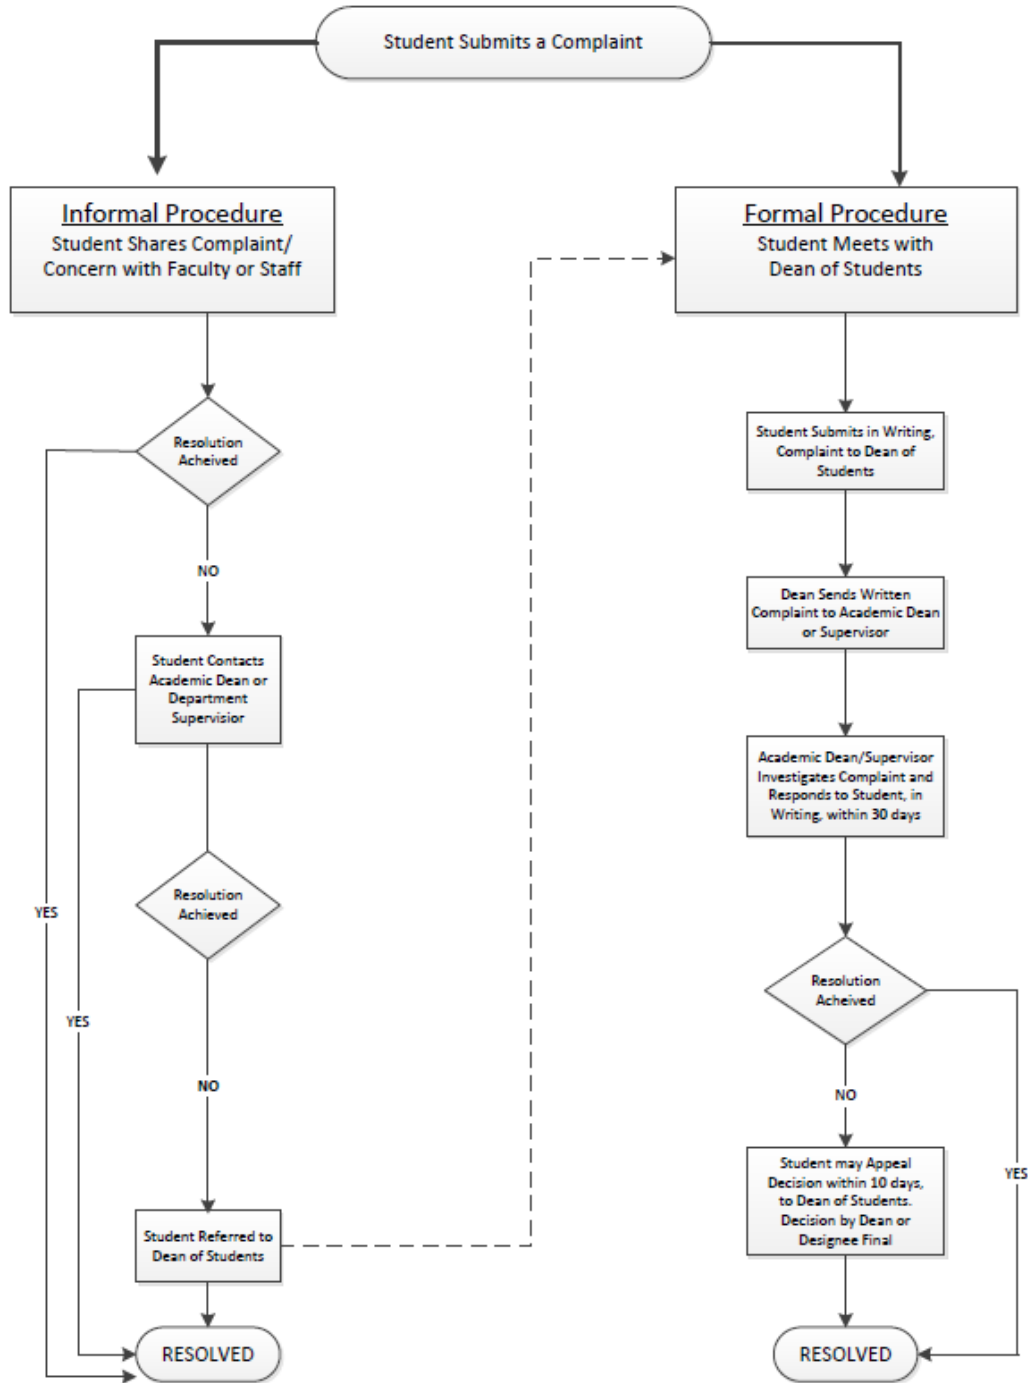 Student Submits a Complaint
Informal Procedure
Student Shares Complaint/
Concern with Faculty or Staff
Formal Procedure
Student Meets with
Dean of Students
Resolution
Acheived
Student Submits in Writing,
Complaint to Dean of
Students
NO
Dean Sends Written
Complaint to Academic Dean
or Supervisor
Student Contacts
Academic Dean or
Department
Supervisior
Academic Dean/Supervisor
Investigates Complaint and
Responds to Student, in
Writing, within 30 days
Resolution
Achieved
YES
Resolution
Acheived
YES
NO
NO
Student may Appeal
Decision within 10 days,
to Dean of Students.
Decision by Dean or
Designee Final
YES
Student Referred to
Dean of Students
RESOLVED
RESOLVED